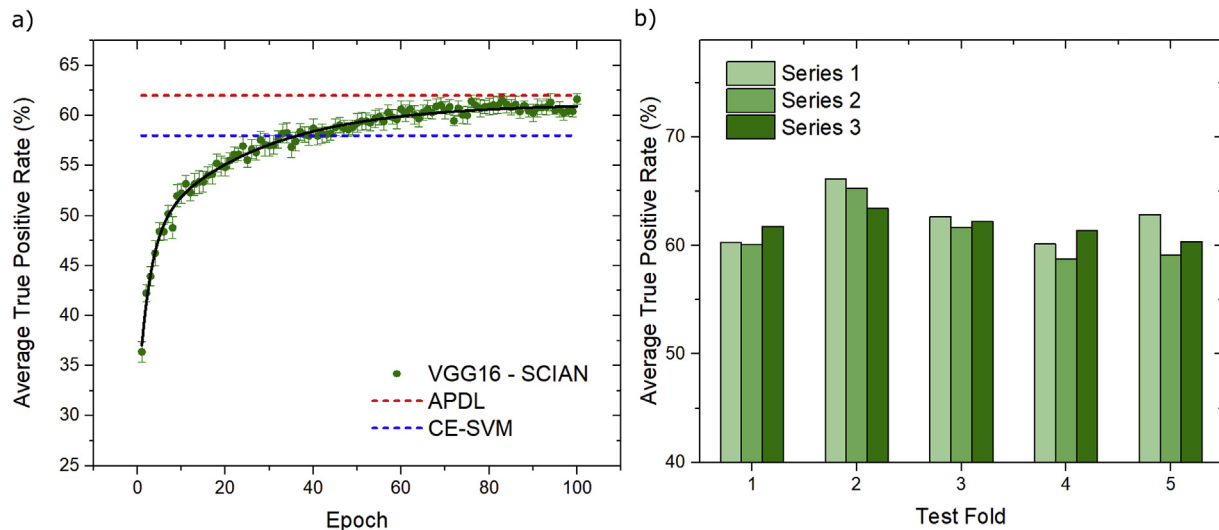 a)
Average True Positive Rate (%)
65
60
55
50
45
40
35
30
25
0
20
40
60
80
100
Epoch
VGG16 - SCIAN
APDL
CE-SVM
b)
Average True Positive Rate (%)
70
60
50
40
1
2
3
4
5
Test Fold
Series 1
Series 2
Series 3